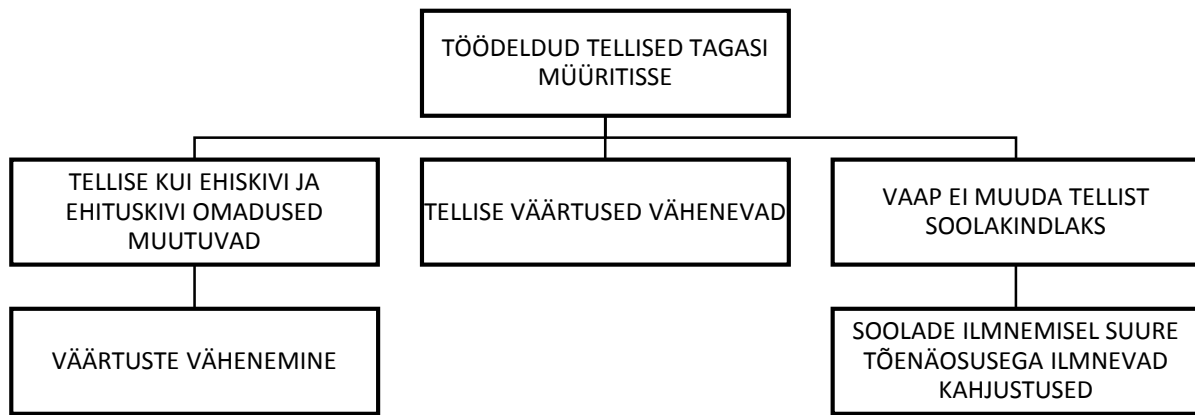 TÖÖDELDUD TELLISED TAGASI
MÜÜRITISSE
TELLISE KUI EHISKIVI JA
EHITUSKIVI OMADUSED
MUUTUVAD
TELLISE VÄÄRTUSED VÄHENEVAD
VAAP EI MUUDA TELLIST
SOOLAKINDLAKS
VÄÄRTUSTE VÄHENEMINE
SOOLADE ILMNEMISEL SUURE
TÕENÄOSUSEGA ILMNEVAD
KAHJUSTUSED